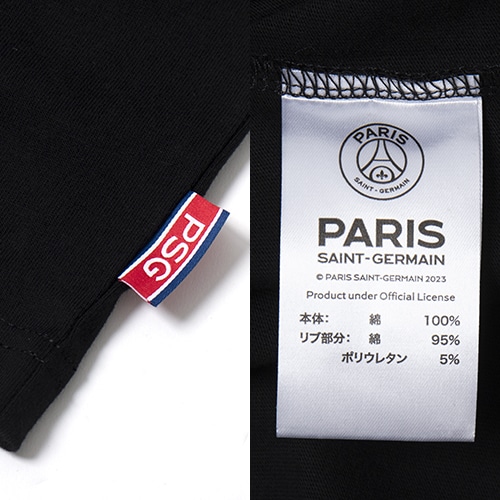 PSG
PARIS
SAINT-GERMAIN
PARIS
SAINT-GERMAIN
© PARIS SAINT-GERMAIN 2023
Product under Official License
本体: 綿 100%
リブ部分: 綿 95%
ポリウレタン 5%